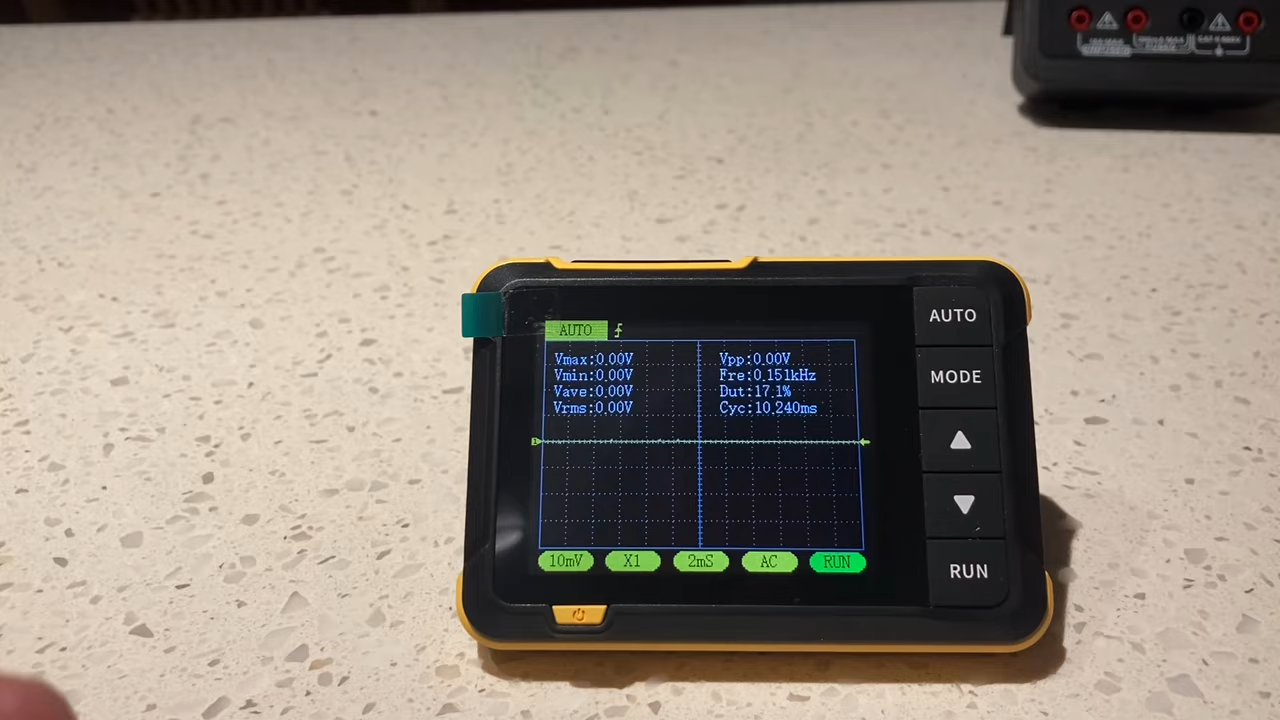 AUTO
Vmax:0.00V
Vmin:0.00V
Vave:0.00V
Vrms:0.00V
Vpp:0.00V
Fre:0.151kHz
Dut:17.1%
Cyc:10.240ms
10mV X1 2mS AC RUN
AUTO
MODE
RUN